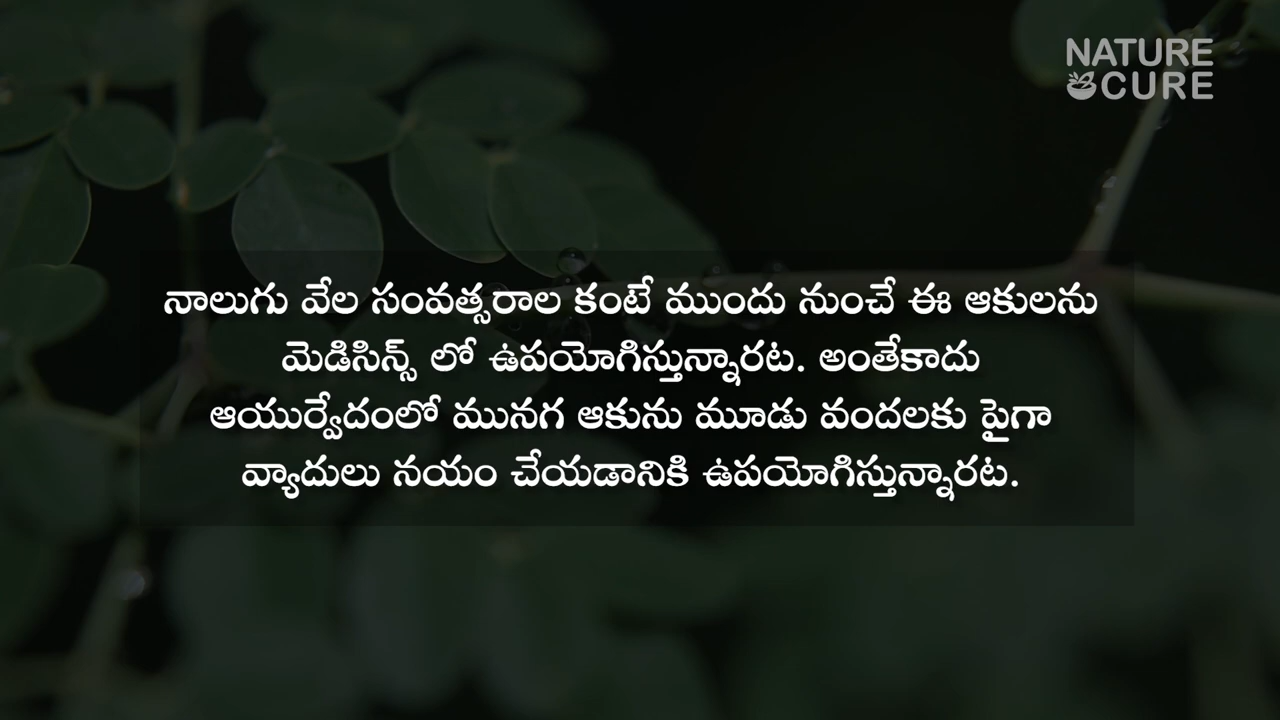 NATURE
CURE
నాలుగు వేల సంవత్సరాల కంటే ముందు నుంచే ఈ ఆకులను
మెడిసిన్స్ లో ఉపయోగిస్తున్నారట. అంతేకాదు
ఆయుర్వేదంలో మునగ ఆకును మూడు వందలకు పైగా
వ్యాదులు నయం చేయడానికి ఉపయోగిస్తున్నారట.